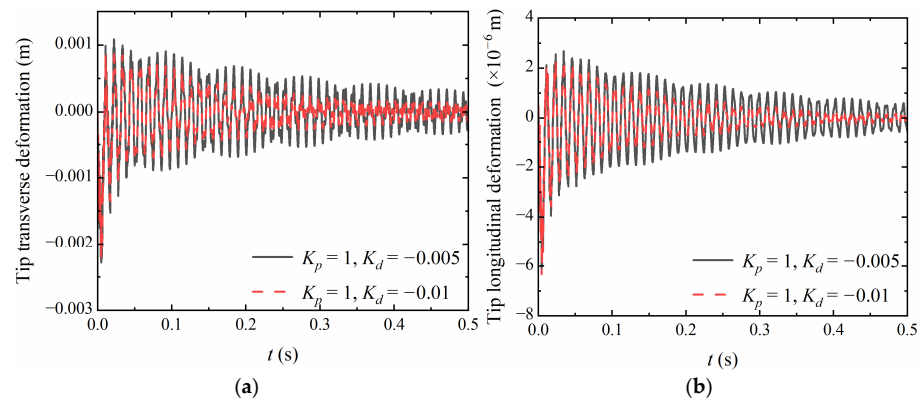 0.001
0.000
−0.001
−0.002
−0.003
Tip transverse deformation (m)
K_p = 1, K_d = −0.005
K_p = 1, K_d = −0.01
0.0 0.1 0.2 0.3 0.4 0.5
t (s)
(a)
4
2
0
−2
−4
−6
−8
Tip longitudinal deformation (×10⁻⁶ m)
K_p = 1, K_d = −0.005
K_p = 1, K_d = −0.01
0.0 0.1 0.2 0.3 0.4 0.5
t (s)
(b)